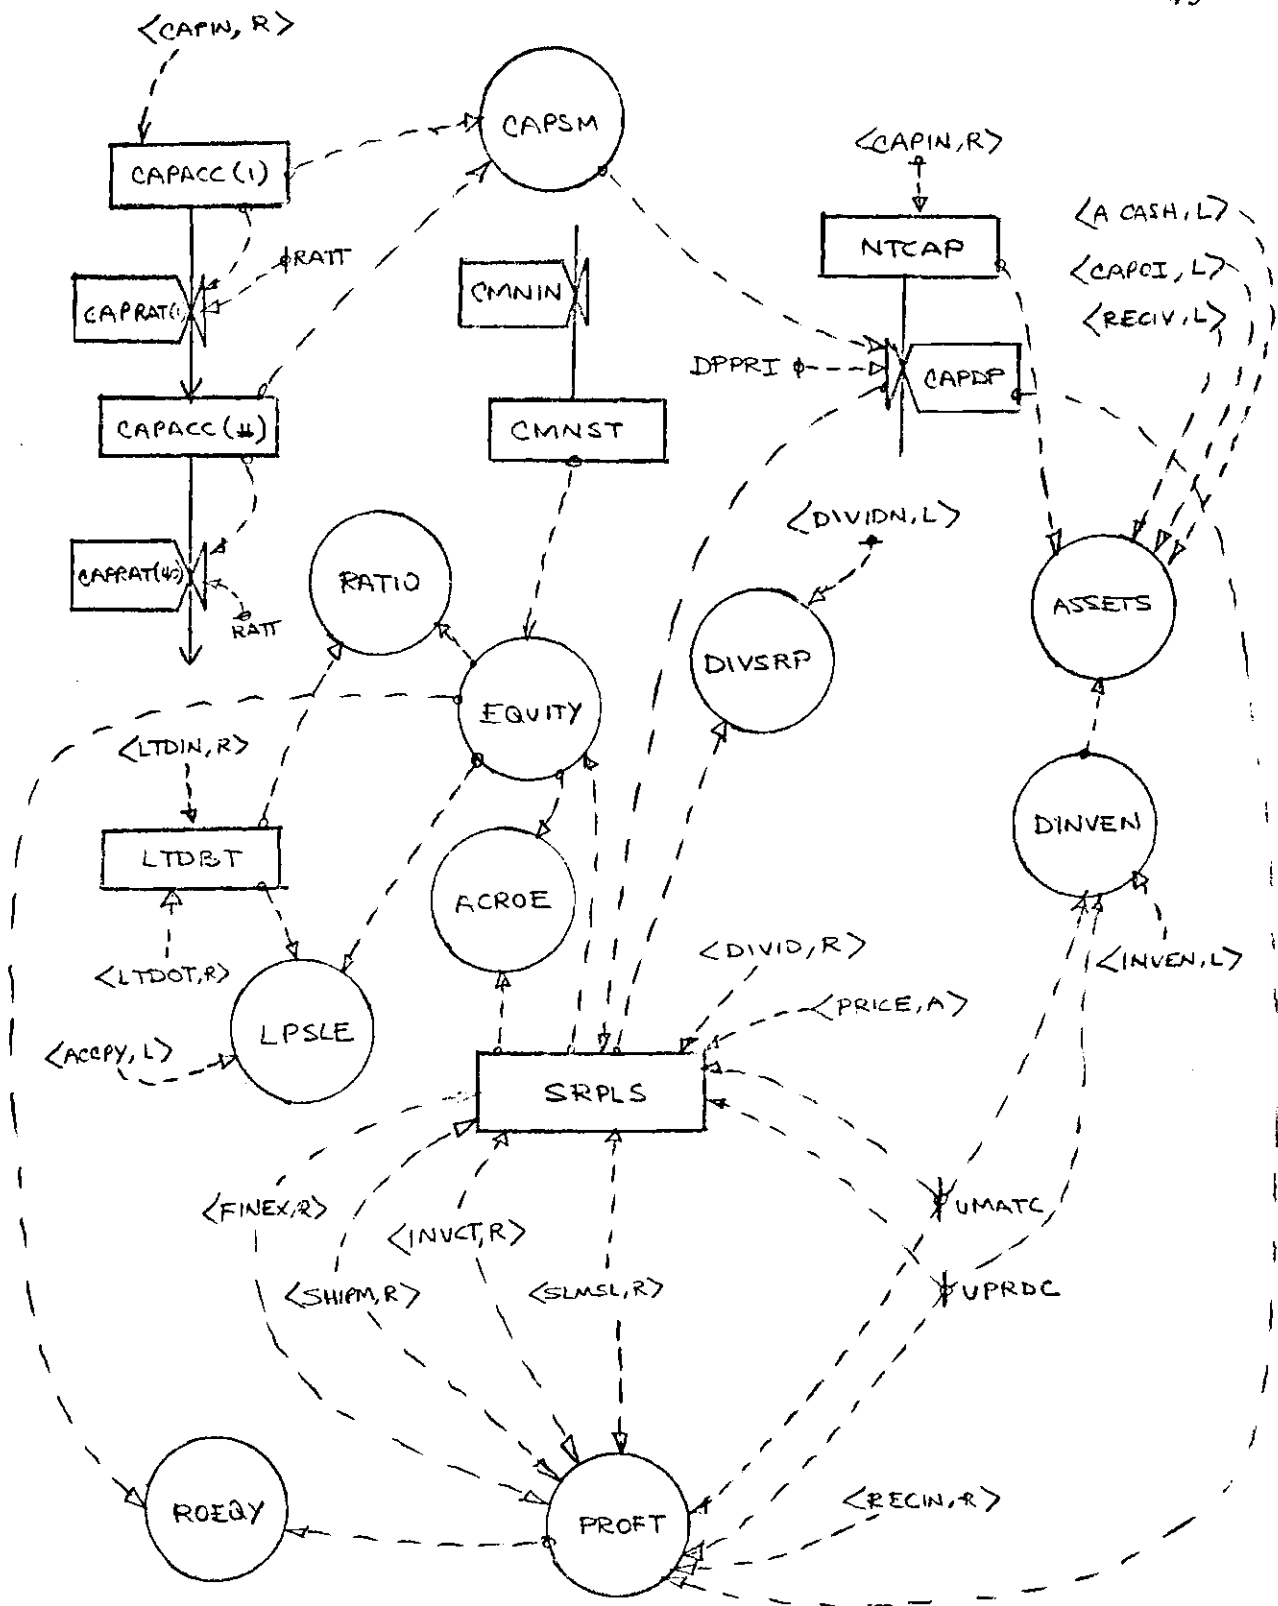 <CAPIN, R>
CAPSM
CAPACC(1)
<CAPIN,R>
<A CASH, L>
RATT
NTCAP
<CAPCI, L>
CMNIN
CAPRAT(1)
<RECIV, L>
DPPRI
CAPDP
CAPACC(#)
CMNST
<DIVIDN, L>
CAPRAT(40)
RATIO
ASSETS
RATT
DIVSRP
EQUITY
<LTDIN, R>
DINVEN
LTDBT
ACROE
<DIVID, R>
<LTDOT,R>
<INVEN,L>
<PRICE, A>
LPSLE
<ACCPY, L>
SRPLS
<FINEX,R>
UMATC
<INVCT,R>
<SHIPM,R>
<SLMSL,R>
UPRDC
<RECIN, R>
ROEQY
PROFT